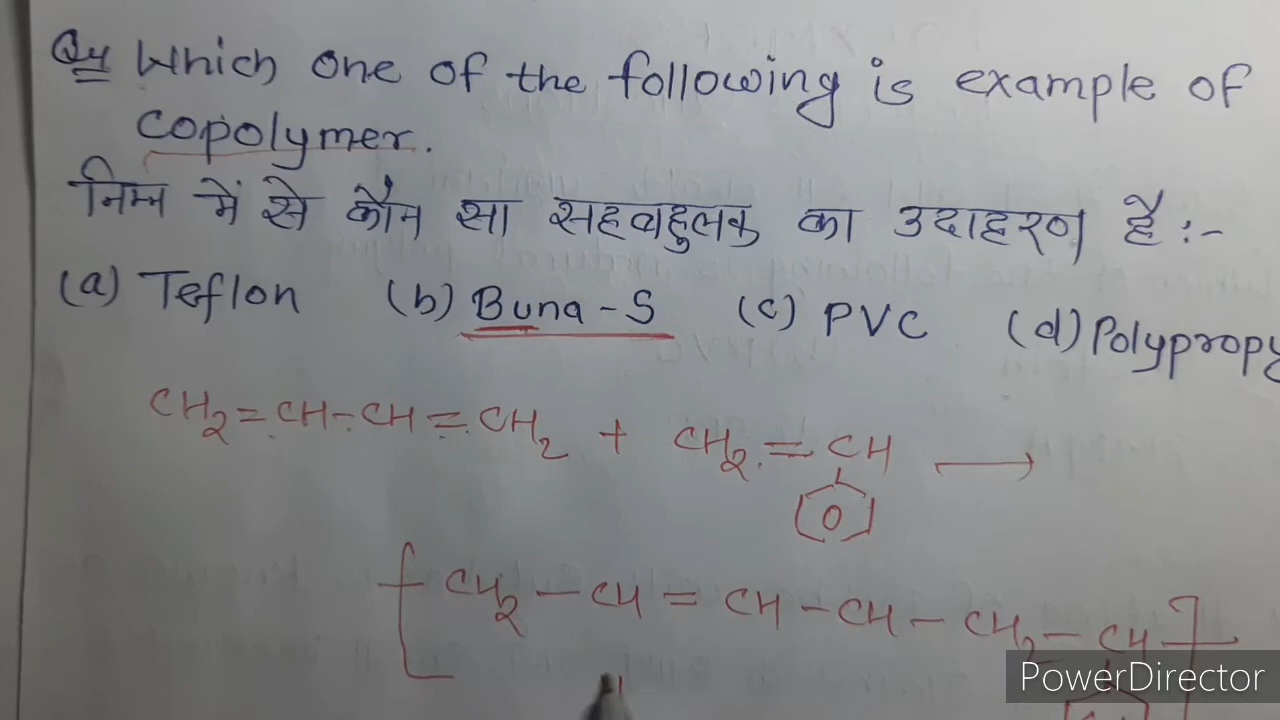 Q4 Which one of the following is example of
copolymer.
निम्न में से कौन सा सहबहुलक का उदाहरण है :-
(a) Teflon (b) Buna-S (c) PVC (d) Polypropy
CH2=CH-CH=CH2 + CH2=CH ⟶
[CH2-CH=CH-CH-CH2-CH]
PowerDirector